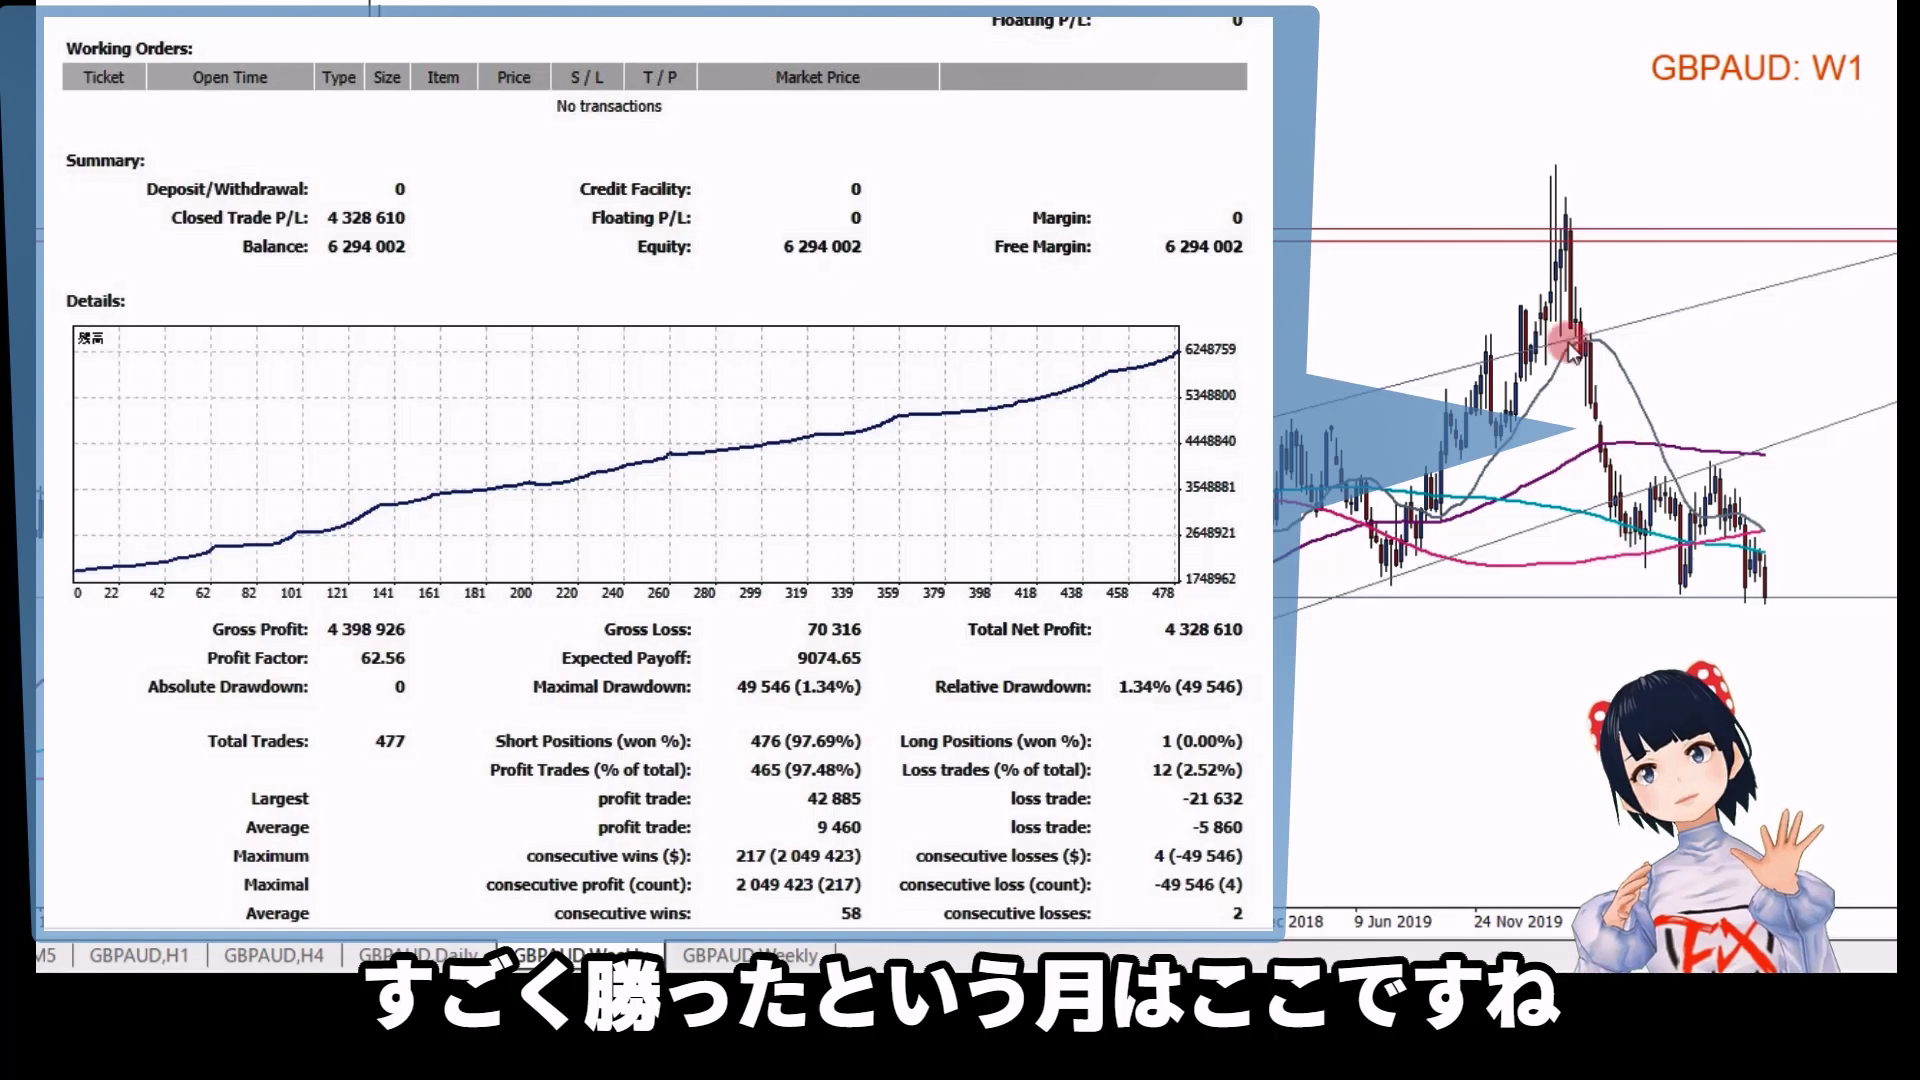 Floating P/L: 0
Working Orders:
Ticket Open Time Type Size Item Price S / L T / P Market Price
No transactions
Summary:
Deposit/Withdrawal: 0 Credit Facility: 0
Closed Trade P/L: 4 328 610 Floating P/L: 0 Margin: 0
Balance: 6 294 002 Equity: 6 294 002 Free Margin: 6 294 002
Details:
残高
6248759
5348800
4448840
3548881
2648921
1748962
0 22 42 62 82 101 121 141 161 181 200 220 240 260 280 299 319 339 359 379 398 418 438 458 478
Gross Profit: 4 398 926 Gross Loss: 70 316 Total Net Profit: 4 328 610
Profit Factor: 62.56 Expected Payoff: 9074.65
Absolute Drawdown: 0 Maximal Drawdown: 49 546 (1.34%) Relative Drawdown: 1.34% (49 546)
Total Trades: 477 Short Positions (won %): 476 (97.69%) Long Positions (won %): 1 (0.00%)
Profit Trades (% of total): 465 (97.48%) Loss trades (% of total): 12 (2.52%)
Largest profit trade: 42 885 loss trade: -21 632
Average profit trade: 9 460 loss trade: -5 860
Maximum consecutive wins ($): 217 (2 049 423) consecutive losses ($): 4 (-49 546)
Maximal consecutive profit (count): 2 049 423 (217) consecutive loss (count): -49 546 (4)
Average consecutive wins: 58 consecutive losses: 2
GBPAUD: W1
2018 9 Jun 2019 24 Nov 2019
M5 GBPAUD,H1 GBPAUD,H4 GBPAUD,Daily GBPAUD,Weekly GBPAUD,Weekly
FX
すごく勝ったという月はここですね